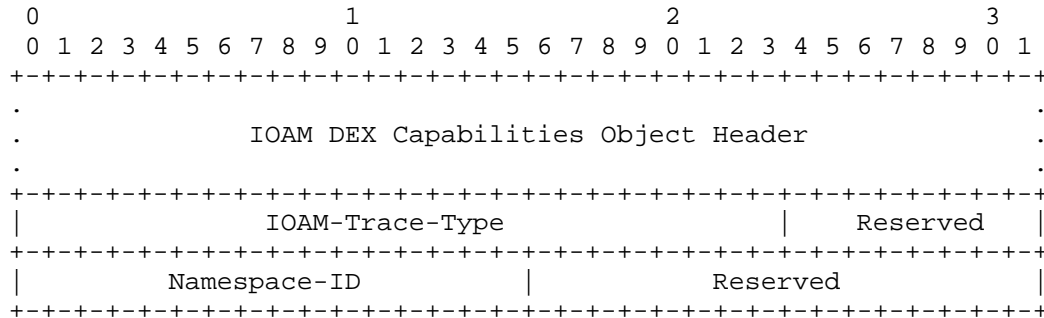 0                   1                   2                   3
 0 1 2 3 4 5 6 7 8 9 0 1 2 3 4 5 6 7 8 9 0 1 2 3 4 5 6 7 8 9 0 1
+-+-+-+-+-+-+-+-+-+-+-+-+-+-+-+-+-+-+-+-+-+-+-+-+-+-+-+-+-+-+-+-+
.                                                               .
.              IOAM DEX Capabilities Object Header              .
.                                                               .
+-+-+-+-+-+-+-+-+-+-+-+-+-+-+-+-+-+-+-+-+-+-+-+-+-+-+-+-+-+-+-+-+
|               IOAM-Trace-Type                 |    Reserved   |
+-+-+-+-+-+-+-+-+-+-+-+-+-+-+-+-+-+-+-+-+-+-+-+-+-+-+-+-+-+-+-+-+
|         Namespace-ID          |           Reserved            |
+-+-+-+-+-+-+-+-+-+-+-+-+-+-+-+-+-+-+-+-+-+-+-+-+-+-+-+-+-+-+-+-+